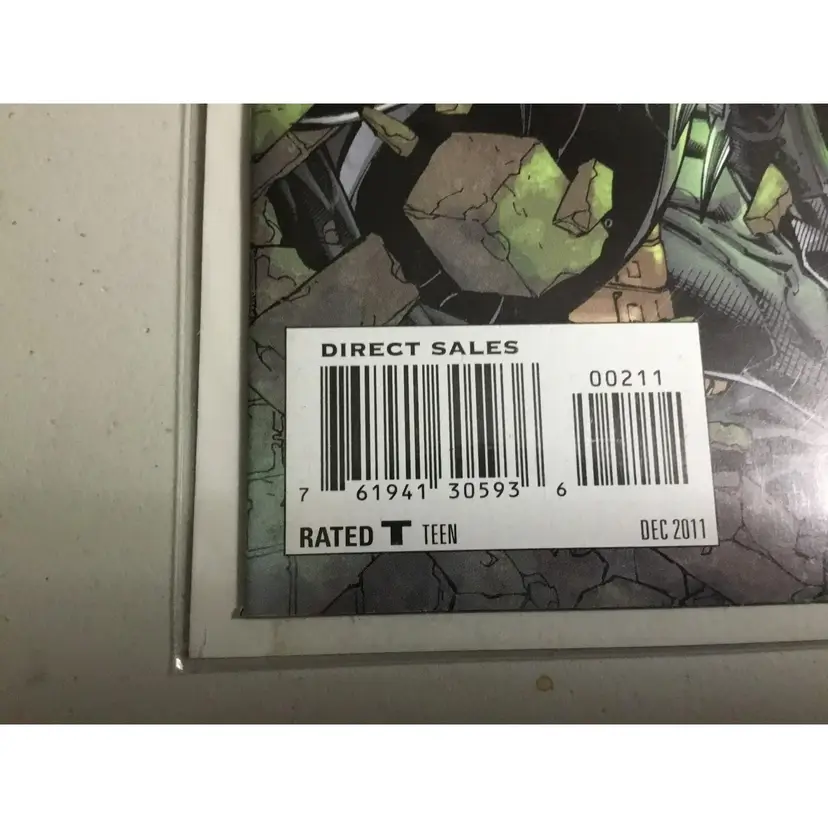 DIRECT SALES
00211
7 61941 30593 6
RATED T TEEN
DEC 2011